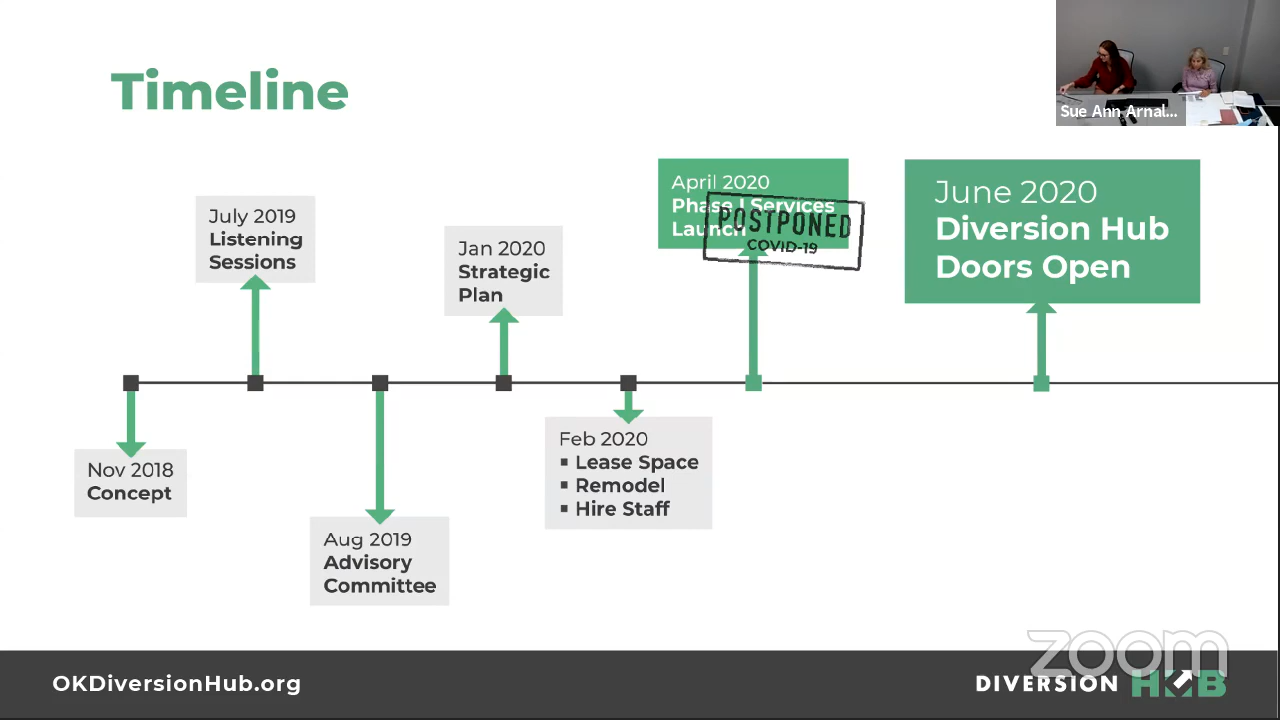 Timeline
Sue Ann Arnal...
July 2019
Listening
Sessions
Jan 2020
Strategic
Plan
April 2020
Phase I Services
Launch
POSTPONED
COVID-19
June 2020
Diversion Hub
Doors Open
Nov 2018
Concept
Aug 2019
Advisory
Committee
Feb 2020
▪ Lease Space
▪ Remodel
▪ Hire Staff
zoom
OKDiversionHub.org
DIVERSION HUB